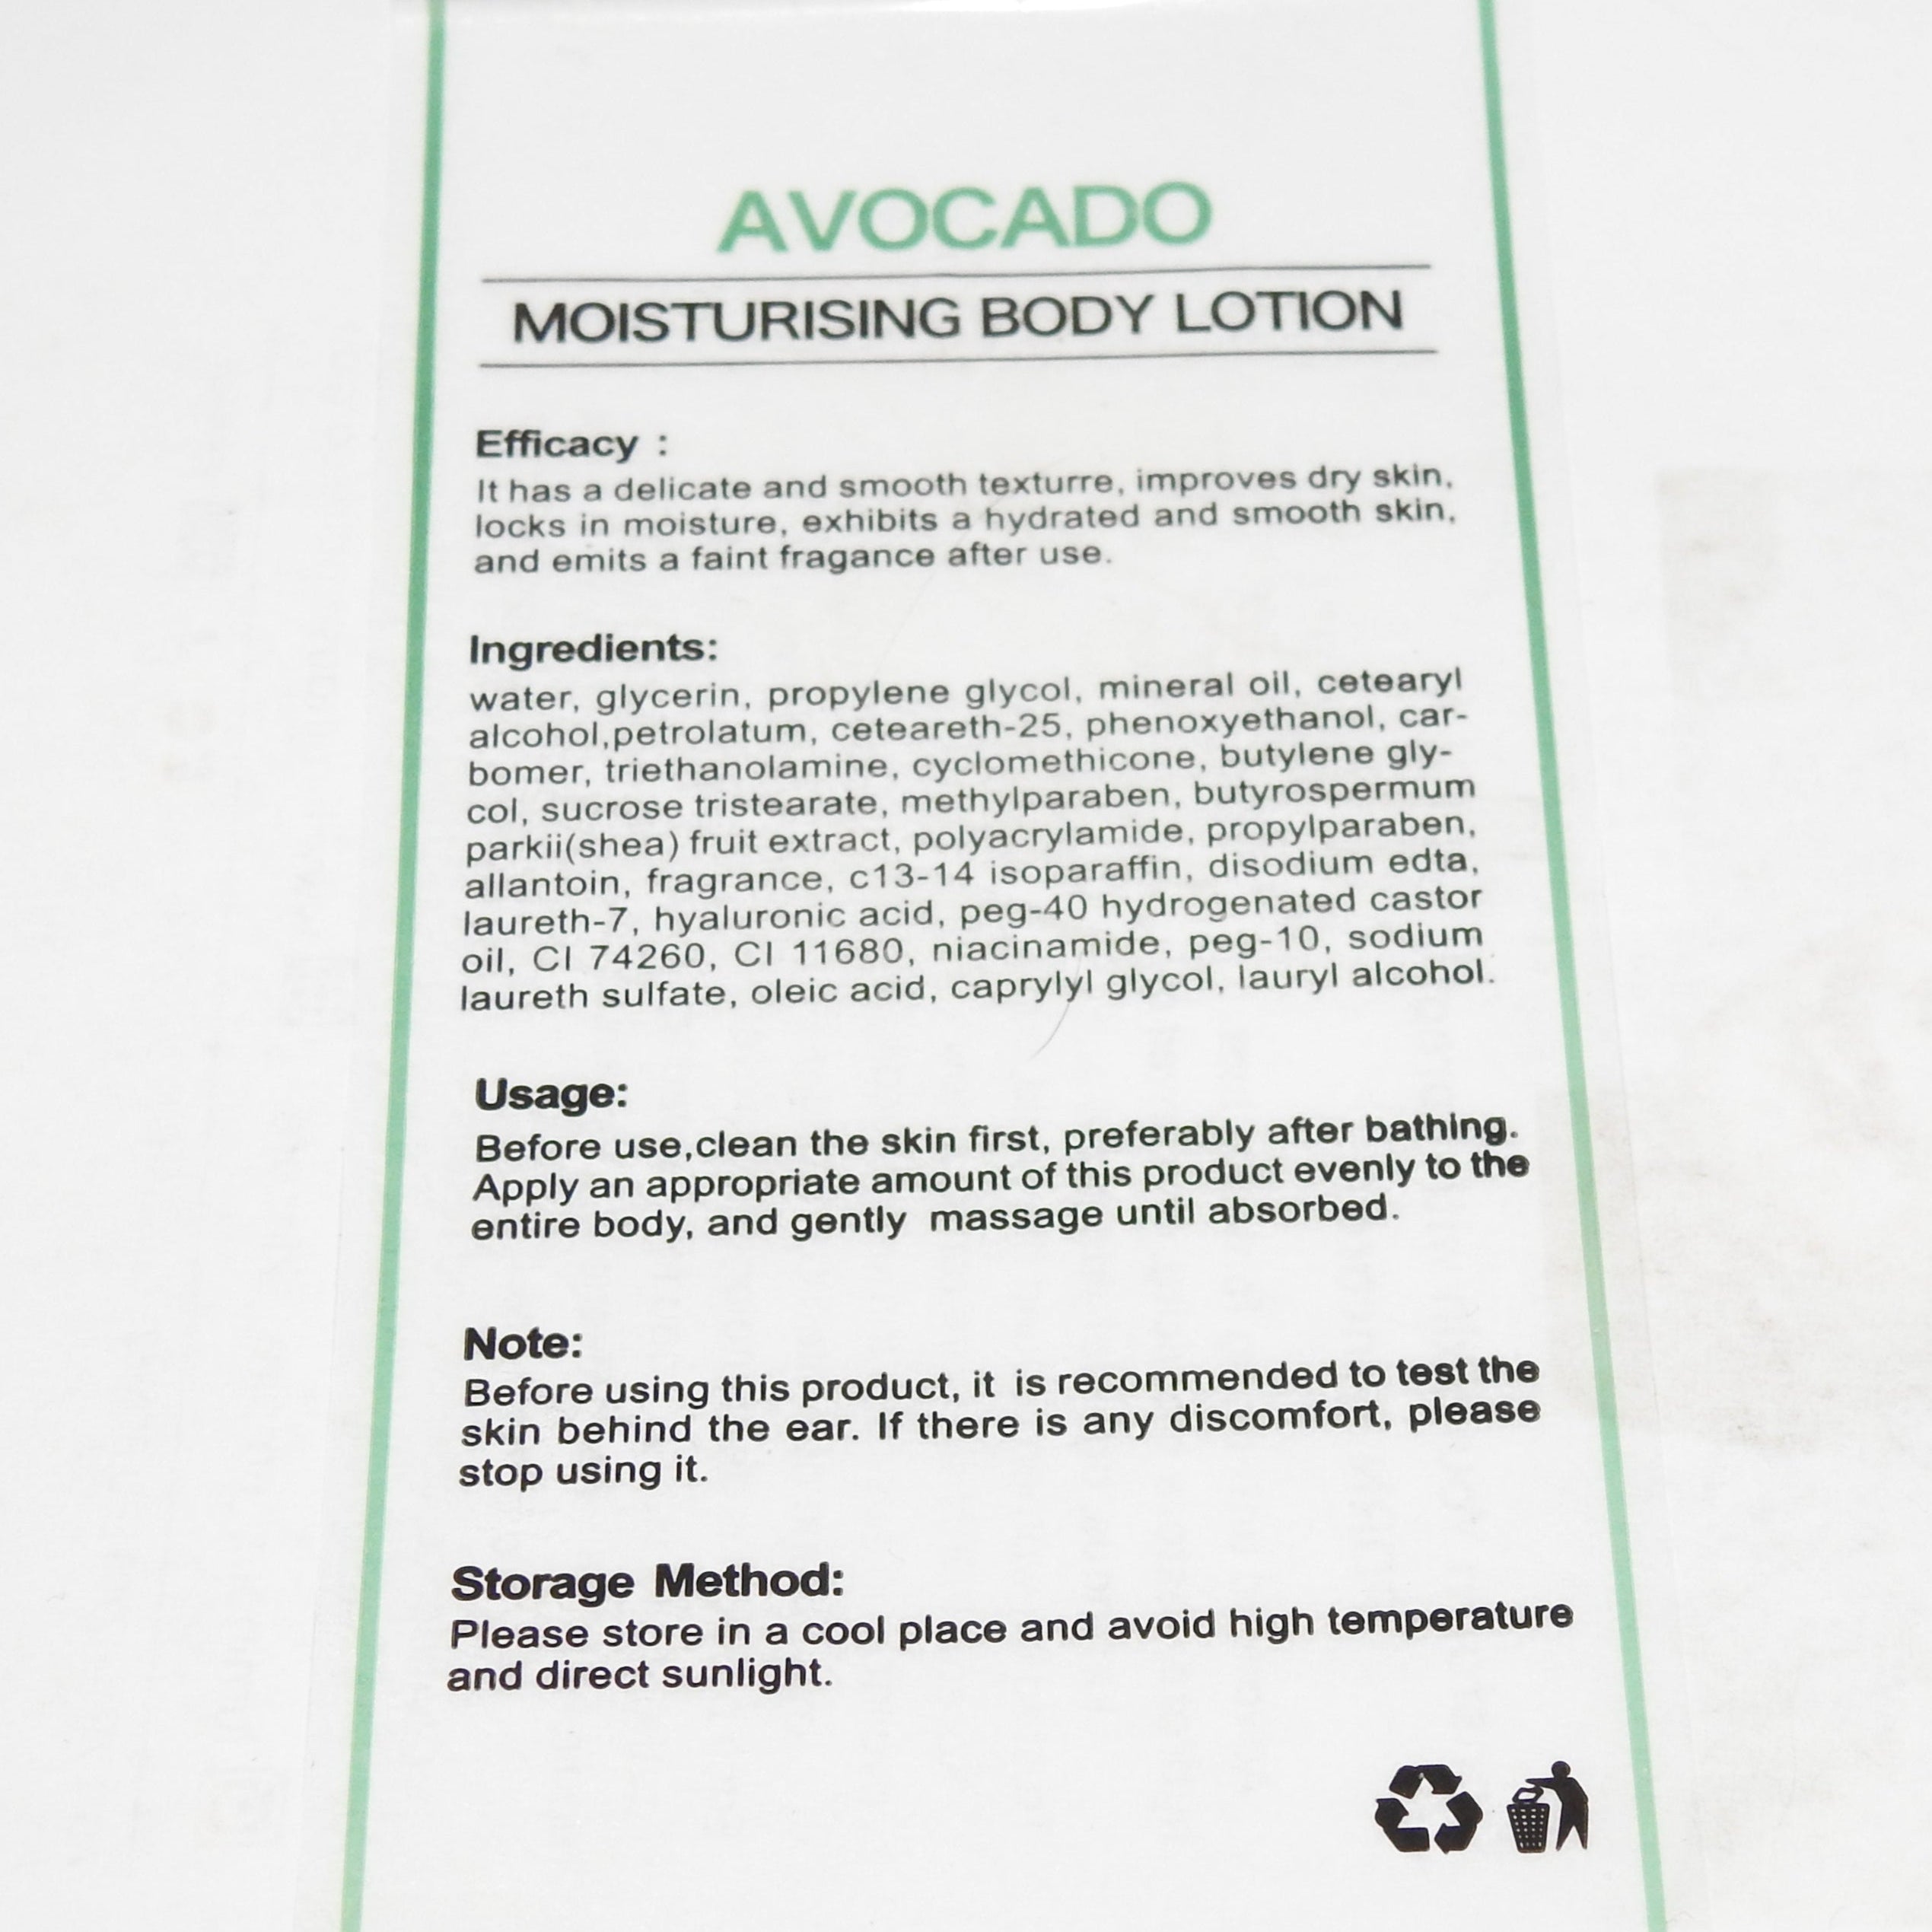 AVOCADO
MOISTURISING BODY LOTION
Efficacy :
It has a delicate and smooth texturre, improves dry skin,
locks in moisture, exhibits a hydrated and smooth skin,
and emits a faint fragance after use.
Ingredients:
water, glycerin, propylene glycol, mineral oil, cetearyl
alcohol,petrolatum, ceteareth-25, phenoxyethanol, car-
bomer, triethanolamine, cyclomethicone, butylene gly-
col, sucrose tristearate, methylparaben, butyrospermum
parkii(shea) fruit extract, polyacrylamide, propylparaben,
allantoin, fragrance, c13-14 isoparaffin, disodium edta,
laureth-7, hyaluronic acid, peg-40 hydrogenated castor
oil, CI 74260, CI 11680, niacinamide, peg-10, sodium
laureth sulfate, oleic acid, caprylyl glycol, lauryl alcohol.
Usage:
Before use,clean the skin first, preferably after bathing.
Apply an appropriate amount of this product evenly to the
entire body, and gently massage until absorbed.
Note:
Before using this product, it is recommended to test the
skin behind the ear. If there is any discomfort, please
stop using it.
Storage Method:
Please store in a cool place and avoid high temperature
and direct sunlight.